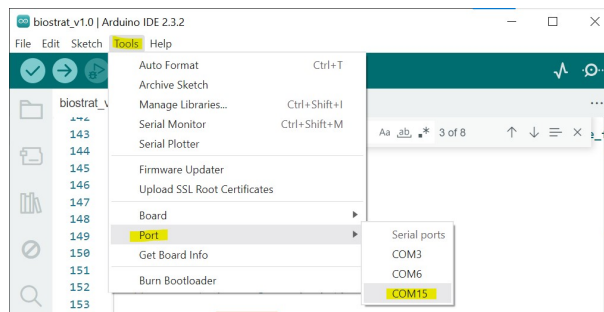 biostrat_v1.0 | Arduino IDE 2.3.2
File Edit Sketch Tools Help
Auto Format Ctrl+T
Archive Sketch
biostrat_v
Manage Libraries... Ctrl+Shift+I
142
Serial Monitor Ctrl+Shift+M
143
Aa ab .* 3 of 8
Serial Plotter
144
145
Firmware Updater
146
Upload SSL Root Certificates
147
148
Board
149
Port
Serial ports
150
Get Board Info
COM3
151
COM6
152
Burn Bootloader
COM15
153